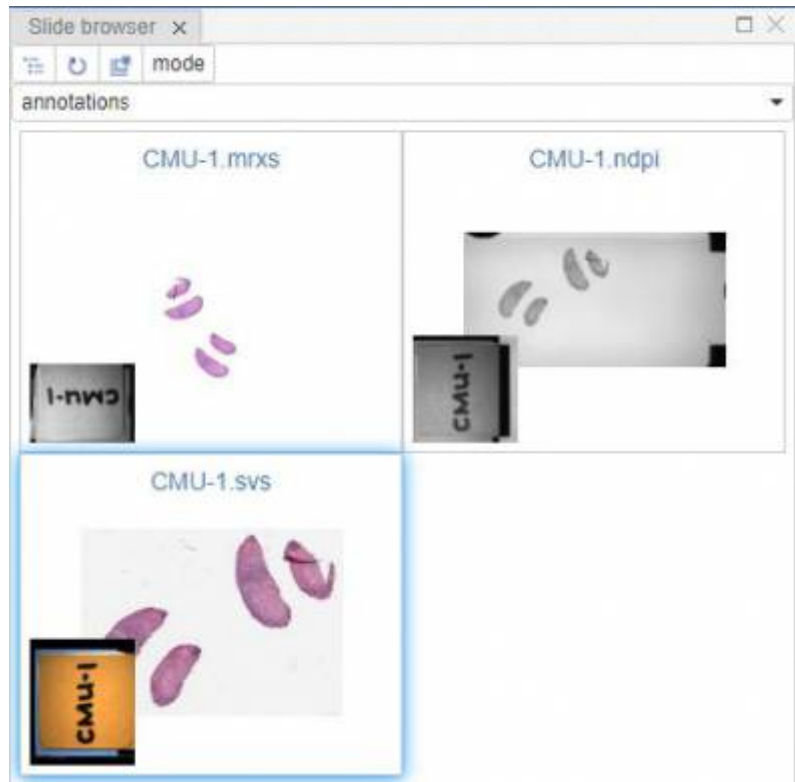 Slide browser
mode
annotations
CMU-1.mrxs
CMU-1.ndpi
CMU-1
CMU-1
CMU-1.svs
CMU-1